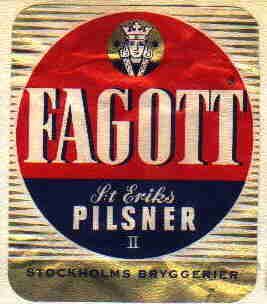 FAGOTT
St Eriks
PILSNER
II
STOCKHOLMS BRYGGERIER